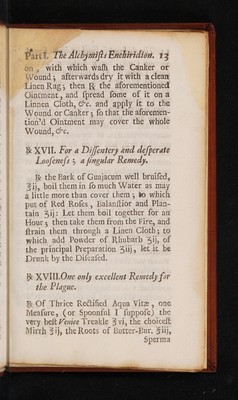 Part I. The Alchymiſts Enchiridion. 13
on, with which waſh the Canker or
Wound; afterwards dry it with a clean
Linen Rag; then ℞ the aforementioned
Ointment, and ſpread ſome of it on a
Linnen Cloth, &c. and apply it to the
Wound or Canker; ſo that the aforemen-
tion'd Ointment may cover the whole
Wound, &c.
℞ XVII. For a Diſſentery and deſperate
Looſeneſs; a ſingular Remedy.
℞ the Bark of Guajacum well bruiſed,
℥ij, boil them in ſo much Water as may
a little more than cover them; to which
put of Red Roſes, Balauſtior and Plan-
tain ℥ij: Let them boil together for an
Hour; then take them from the Fire, and
ſtrain them through a Linen Cloth; to
which add Powder of Rhubarb ʒij, of
the principal Preparation ʒiij, let it be
Drunk by the Diſeaſed.
℞ XVIII. One only excellent Remedy for
the Plague.
℞ Of Thrice Rectified Aqua Vitæ, one
Meaſure, (or Spoonful I ſuppoſe) the
very beſt Venice Treakle ℥vi, the choiceſt
Mirrh ℥ij, the Roots of Butter-Bur. ℥iij,
Sperma